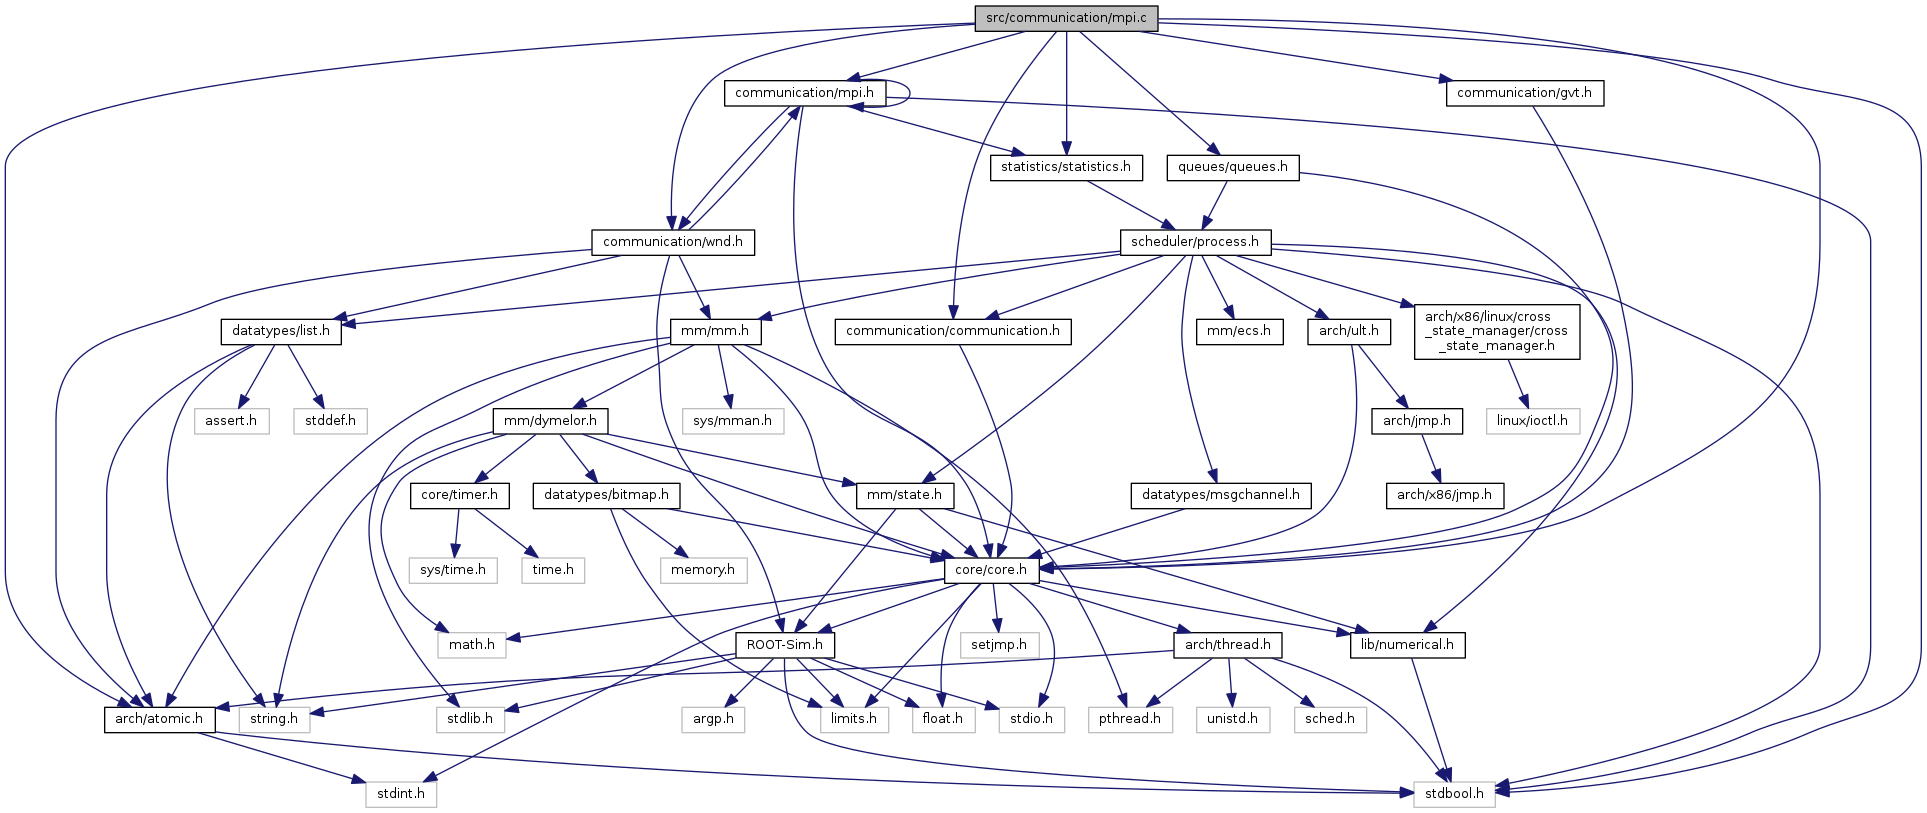 src/communication/mpi.c
communication/mpi.h
communication/gvt.h
statistics/statistics.h
queues/queues.h
communication/wnd.h
scheduler/process.h
datatypes/list.h
mm/mm.h
communication/communication.h
mm/ecs.h
arch/ult.h
arch/x86/linux/cross
_state_manager/cross
_state_manager.h
assert.h
stddef.h
mm/dymelor.h
sys/mman.h
arch/jmp.h
linux/ioctl.h
core/timer.h
datatypes/bitmap.h
mm/state.h
datatypes/msgchannel.h
arch/x86/jmp.h
sys/time.h
time.h
memory.h
core/core.h
math.h
ROOT-Sim.h
setjmp.h
arch/thread.h
lib/numerical.h
arch/atomic.h
string.h
stdlib.h
argp.h
limits.h
float.h
stdio.h
pthread.h
unistd.h
sched.h
stdint.h
stdbool.h